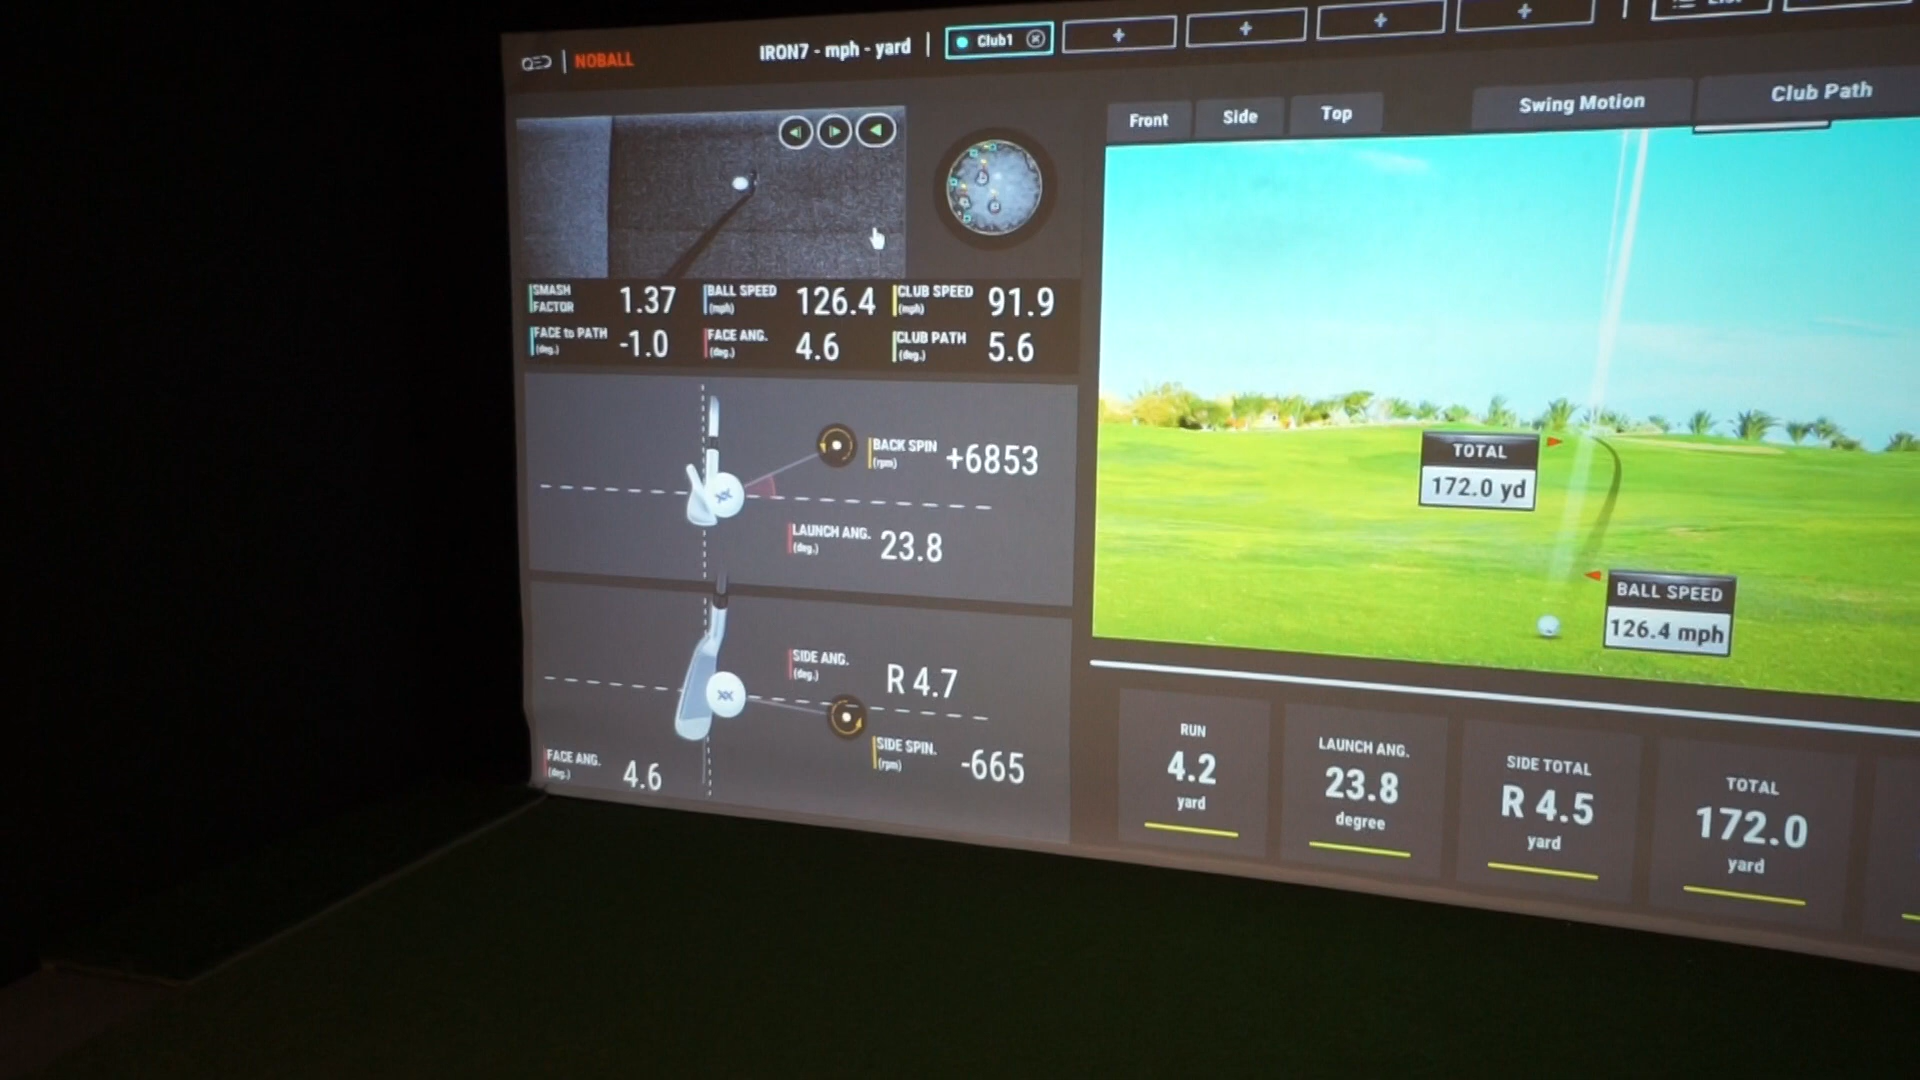 QED | NOBALL
IRON7 - mph - yard | Club1
+ + + +
Front Side Top
Swing Motion Club Path
SMASH FACTOR 1.37
BALL SPEED (mph) 126.4
CLUB SPEED (mph) 91.9
FACE to PATH (deg.) -1.0
FACE ANG. (deg.) 4.6
CLUB PATH (deg.) 5.6
BACK SPIN (rpm) +6853
LAUNCH ANG. (deg.) 23.8
SIDE ANG. (deg.) R 4.7
SIDE SPIN. (rpm) -665
FACE ANG. (deg.) 4.6
TOTAL
172.0 yd
BALL SPEED
126.4 mph
RUN
4.2
yard
LAUNCH ANG.
23.8
degree
SIDE TOTAL
R 4.5
yard
TOTAL
172.0
yard